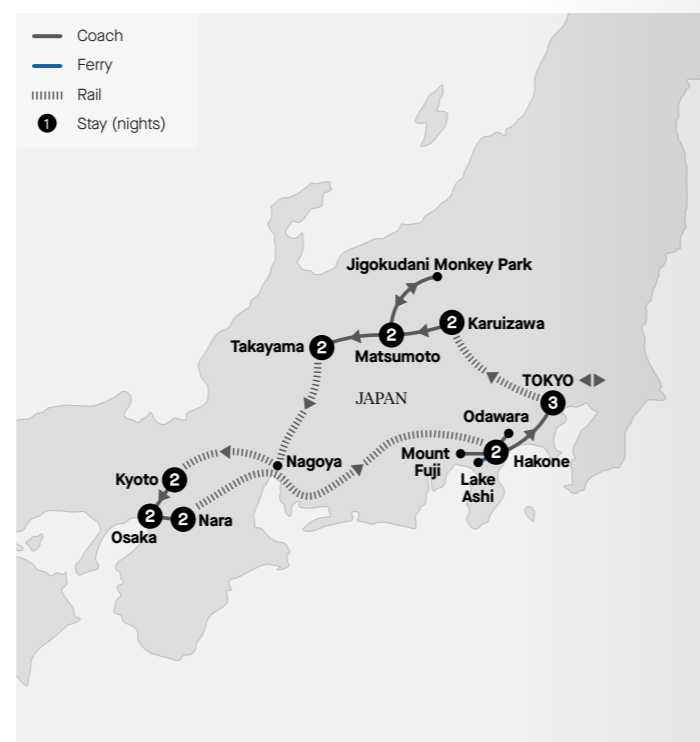 Coach
Ferry
Rail
1 Stay (nights)
Jigokudani Monkey Park
2 Karuizawa
Takayama 2
2
Matsumoto
TOKYO
3
JAPAN
Odawara
Mount
Fuji
2
Hakone
Lake
Ashi
Nagoya
Kyoto 2
2
2 Nara
Osaka